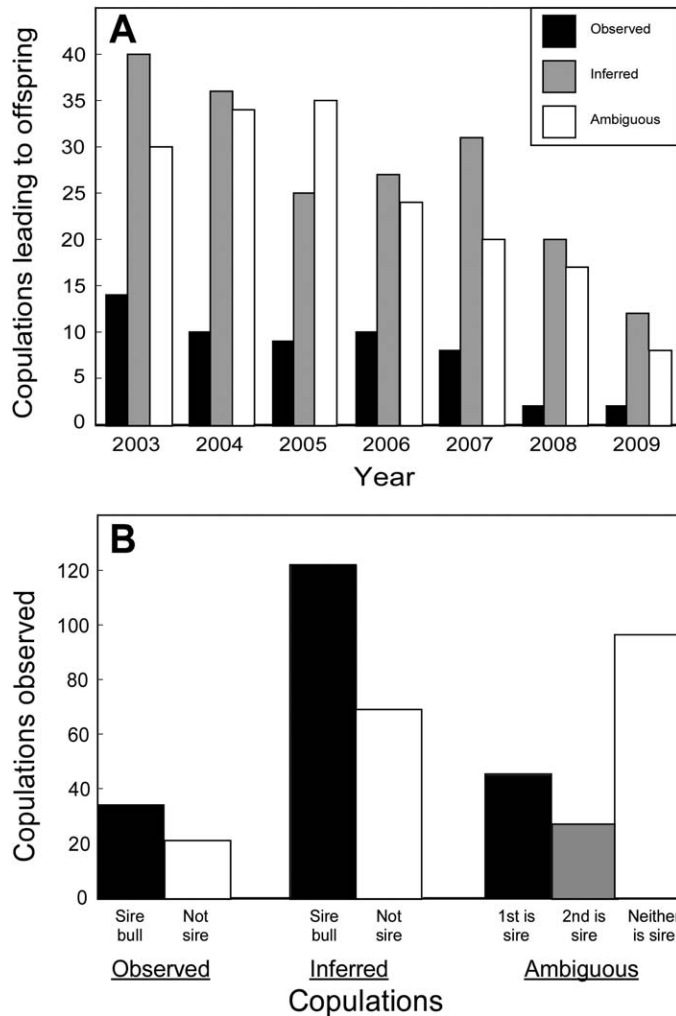 A
Observed
Inferred
Ambiguous
Copulations leading to offspring
40
35
30
25
20
15
10
5
0
2003 2004 2005 2006 2007 2008 2009
Year
B
Copulations observed
120
100
80
60
40
20
0
Sire bull Not sire Sire bull Not sire 1st is sire 2nd is sire Neither is sire
Observed Inferred Ambiguous
Copulations